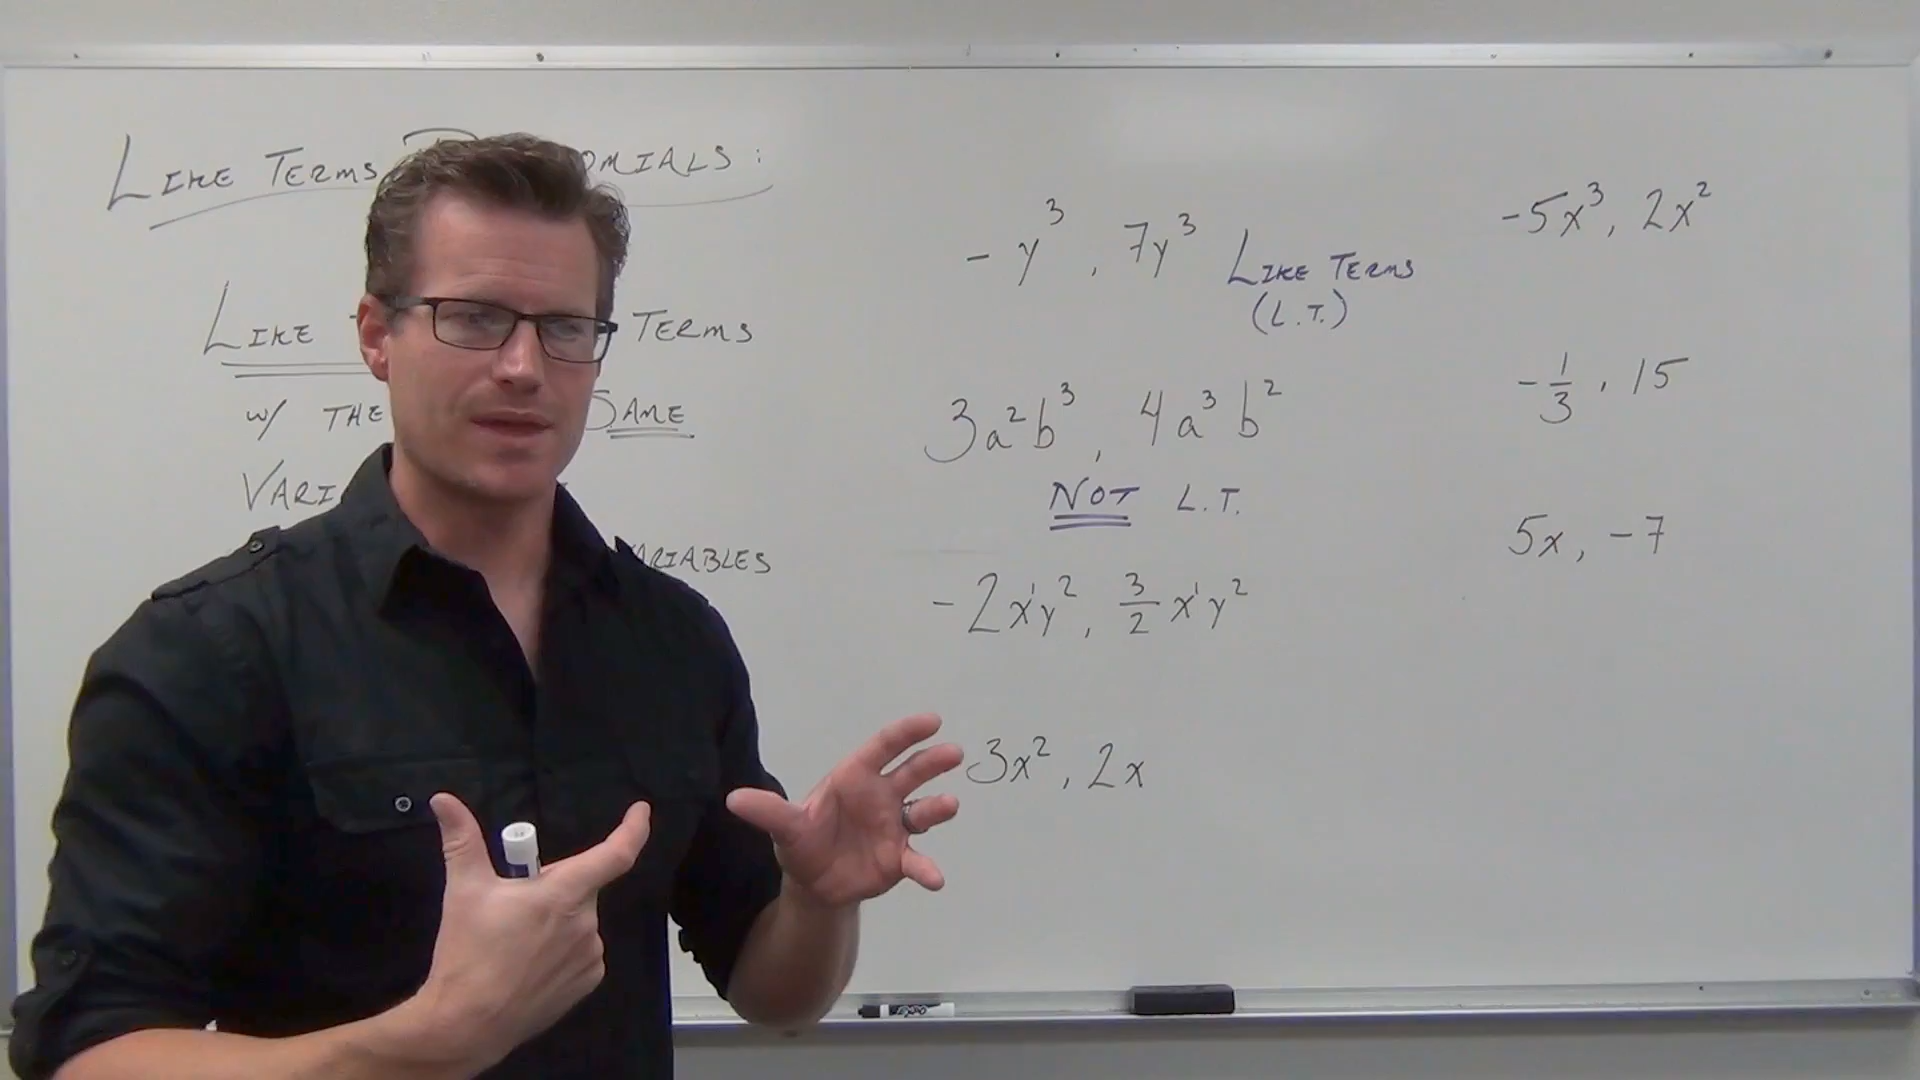 LIKE TERMS
OMIALS:
LIKE TERMS
W/ THE SAME
VARI
ARIABLES
- y³, 7y³ LIKE TERMS
(L.T.)
3a²b³, 4a³b²
NOT L.T.
-2x¹y², 3/2 x¹y²
3x², 2x
-5x³, 2x²
-1/3, 15
5x, -7